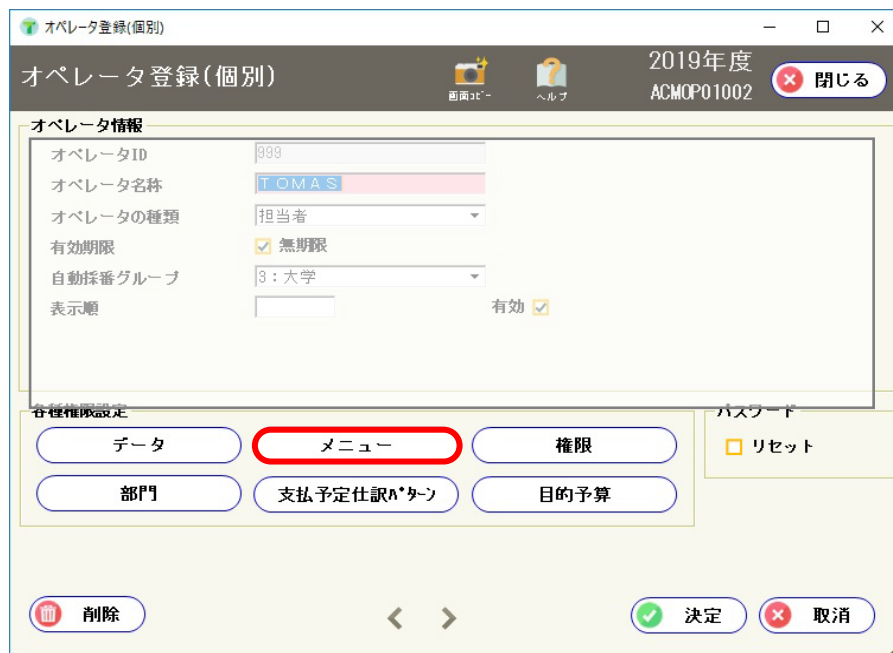 オペレータ登録(個別)
オペレータ登録(個別)
画面ｺﾋﾟｰ
ヘルプ
2019年度
ACMOP01002
閉じる
オペレータ情報
オペレータID 999
オペレータ名称 ＴＯＭＡＳ
オペレータの種類 担当者
有効期限 無期限
自動採番グループ 3：大学
表示順 有効
各種権限設定
パスワード
データ メニュー 権限
リセット
部門 支払予定仕訳ﾊﾟﾀｰﾝ 目的予算
削除 < > 決定 取消